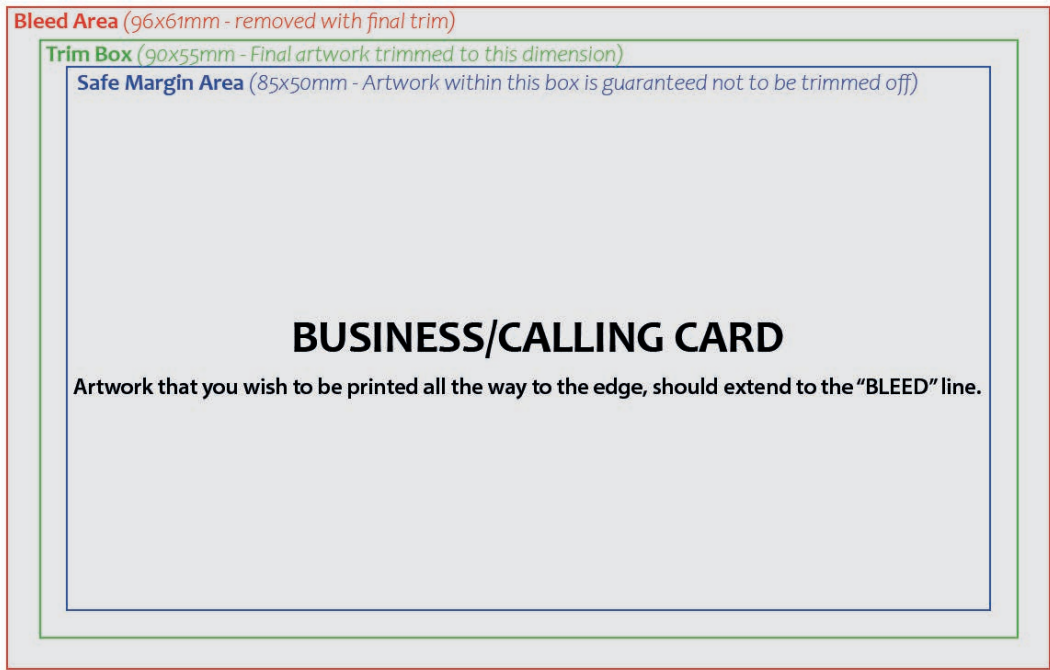 Bleed Area (96x61mm - removed with final trim)
Trim Box (90x55mm - Final artwork trimmed to this dimension)
Safe Margin Area (85x50mm - Artwork within this box is guaranteed not to be trimmed off)
BUSINESS/CALLING CARD
Artwork that you wish to be printed all the way to the edge, should extend to the “BLEED” line.